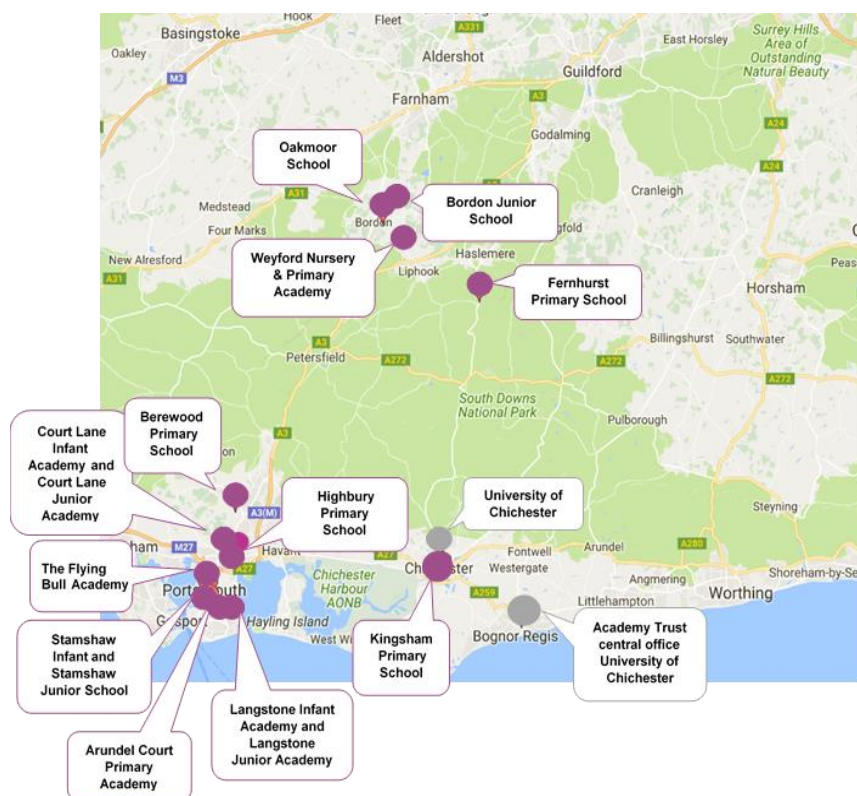 Fleet
A331
Hook
Basingstoke
East Horsley
Surrey Hills
Area of
Outstanding
Natural Beauty
Oakley
Aldershot
M3
Guildford
Farnham
A3
Godalming
A24
Oakmoor
School
A31
A24
Medstead
Bordon
Bordon Junior
School
Cranleigh
Four Marks
New Alresford
Weyford Nursery
& Primary
Academy
Haslemere
Liphook
A31
Fernhurst
Primary School
Horsham
A3
Billingshurst
Southwater
Petersfield
A272
A272
A272
South Downs
National Park
Pulborough
Court Lane
Infant
Academy and
Court Lane
Junior
Academy
Berewood
Primary
School
A3
Highbury
Primary
School
University of
Chichester
Steyning
A3(M)
M27
Havant
A27
Fontwell
Arundel
A280
Westergate
The Flying
Bull Academy
A27
Chichester
Harbour
AONB
Chichester
A259
Angmering
Shoreham-by-Se
Portsmouth
Littlehampton
Worthing
Gosport
Hayling Island
Bognor Regis
Stamshaw
Infant and
Stamshaw
Junior School
West Wi
Kingsham
Primary
School
Academy Trust
central office
University of
Chichester
Langstone Infant
Academy and
Langstone
Junior Academy
Arundel Court
Primary
Academy